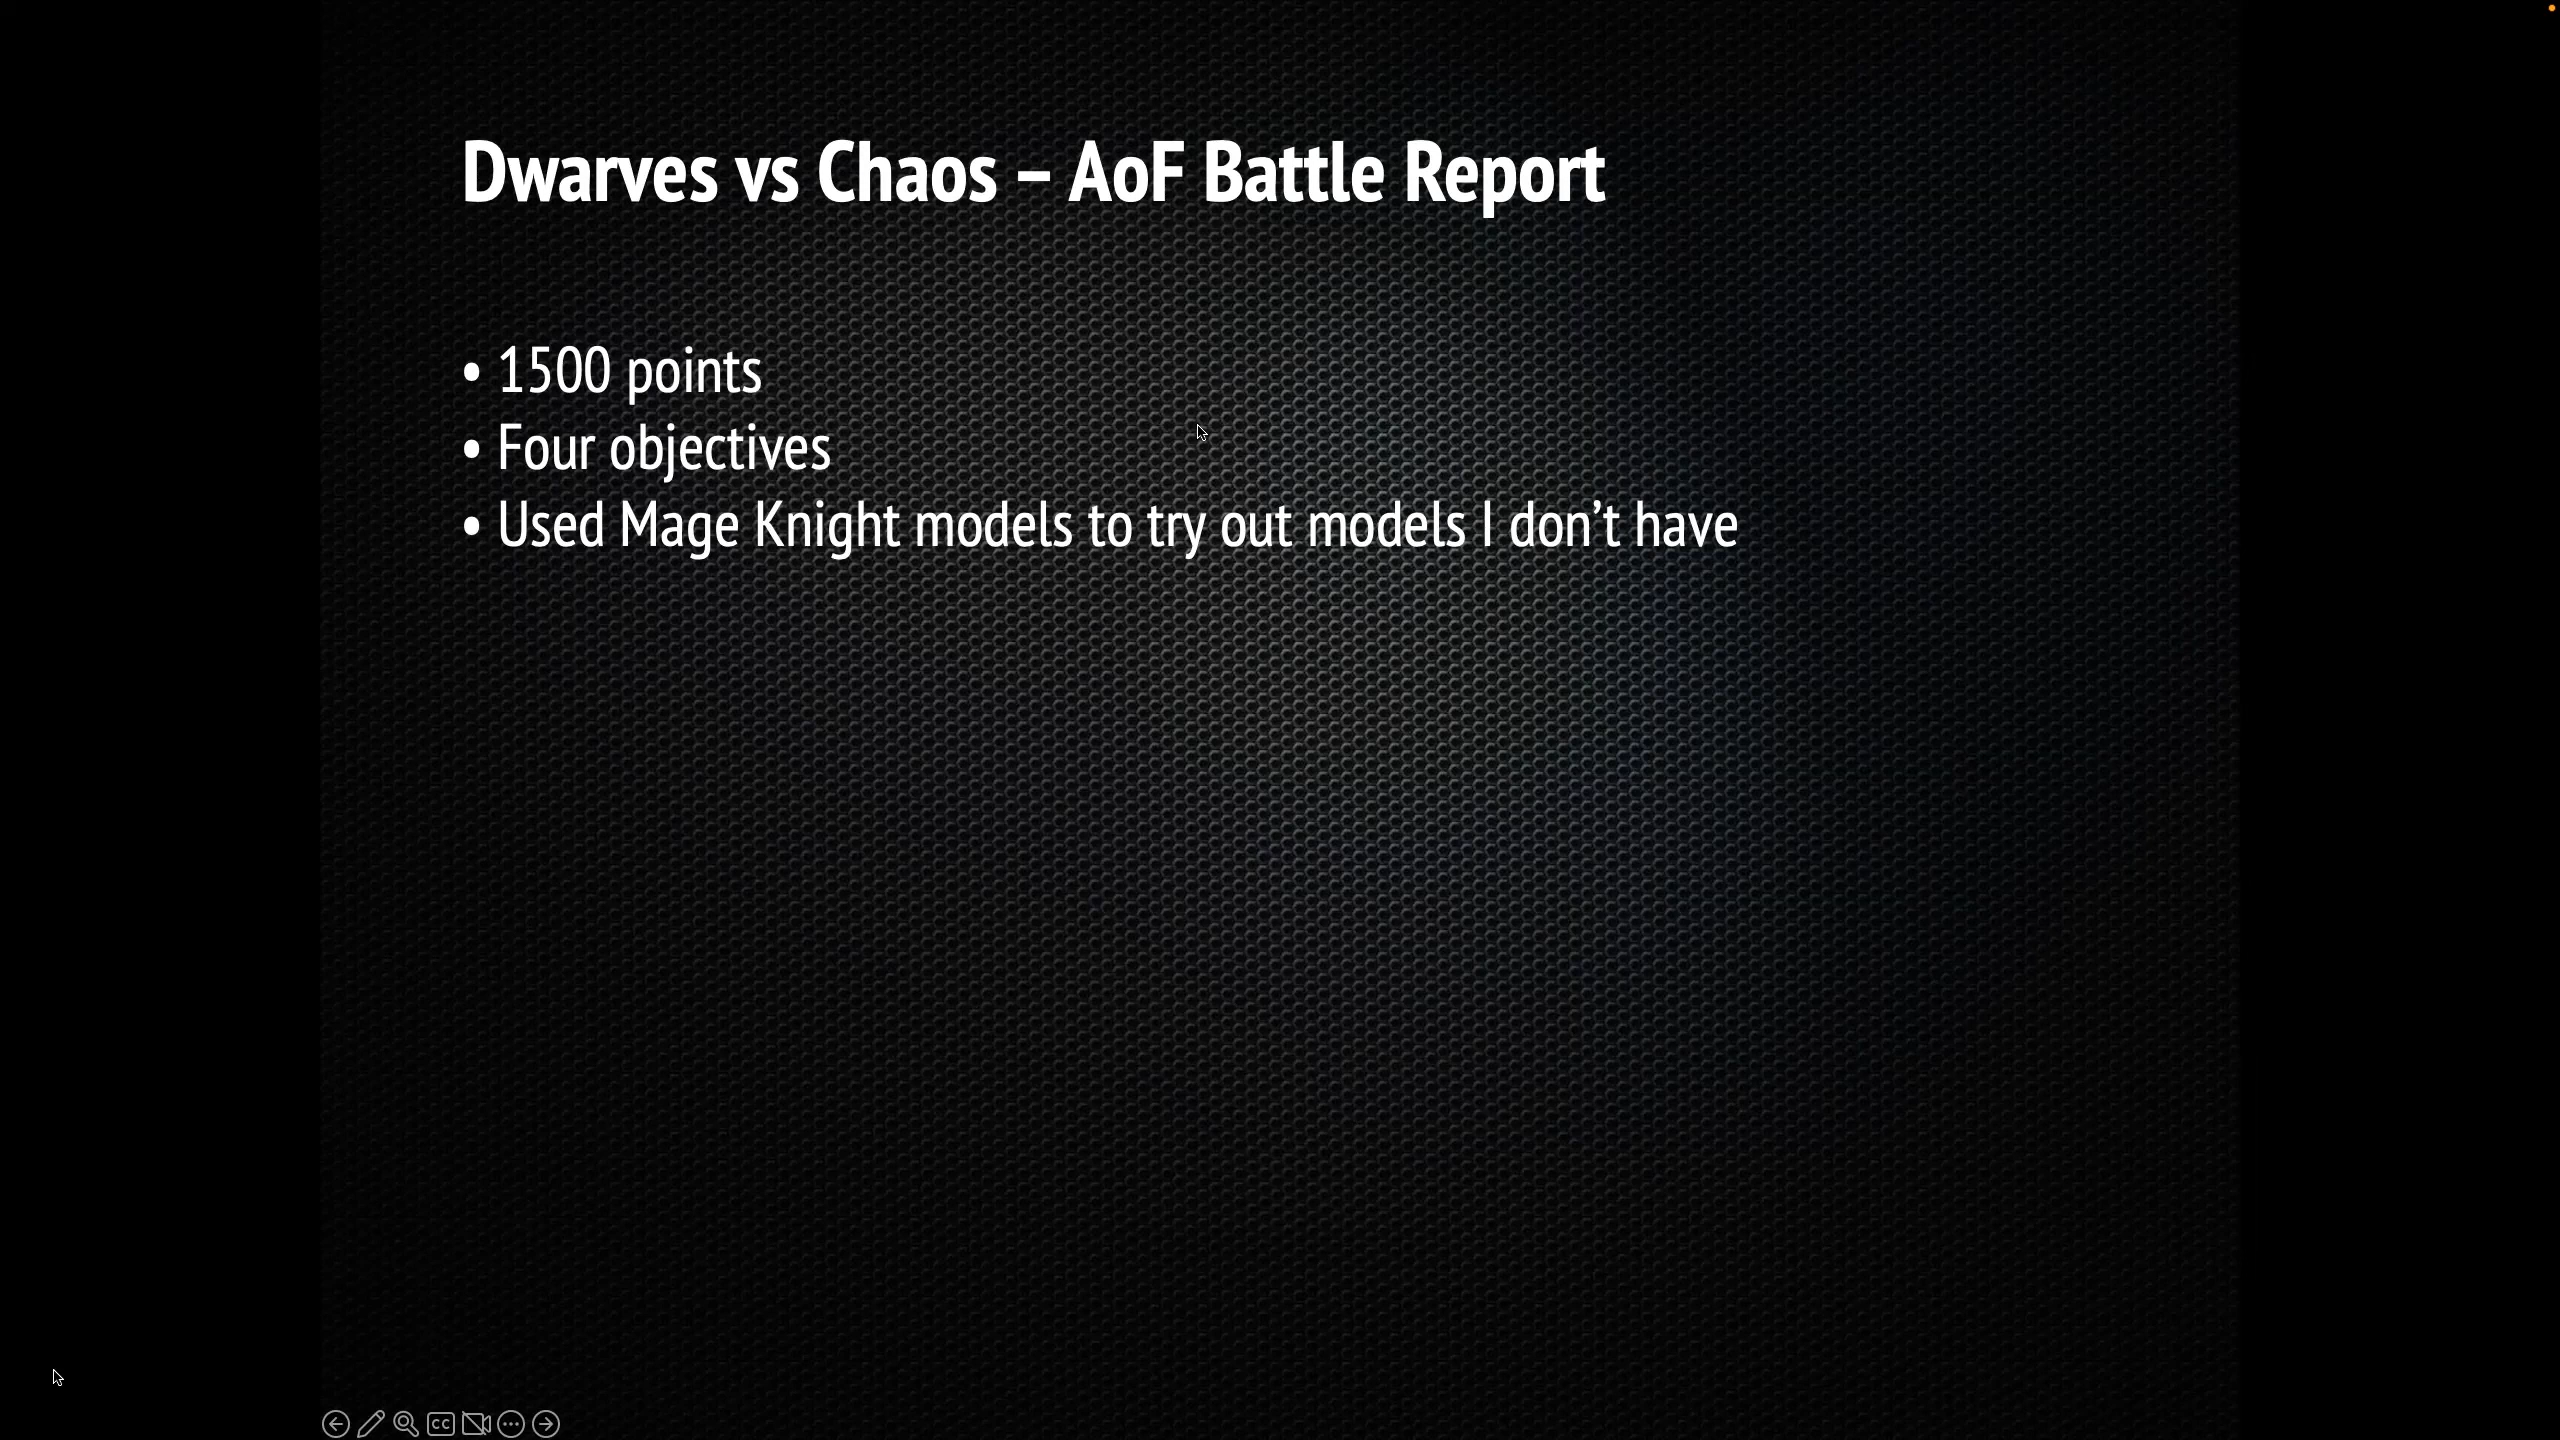 Dwarves vs Chaos – AoF Battle Report
• 1500 points
• Four objectives
• Used Mage Knight models to try out models I don’t have
CC